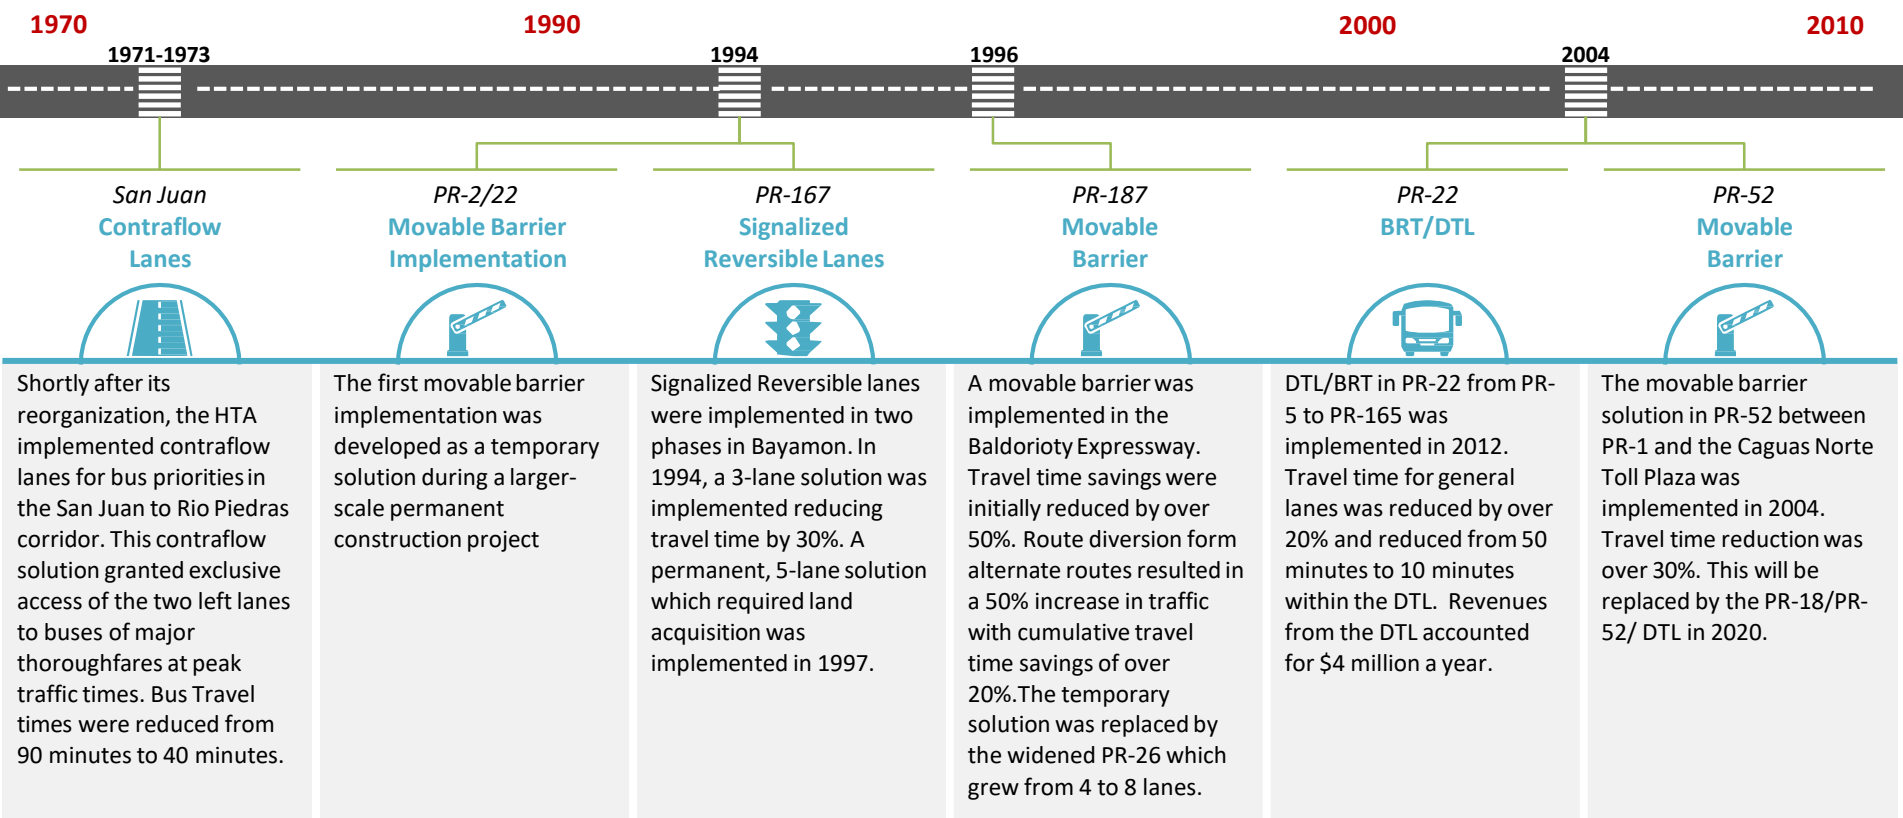 1970
1990
2000
2010
1971-1973
1994
1996
2004
San Juan
Contraflow
Lanes
Shortly after its
reorganization, the HTA
implemented contraflow
lanes for bus priorities in
the San Juan to Rio Piedras
corridor. This contraflow
solution granted exclusive
access of the two left lanes
to buses of major
thoroughfares at peak
traffic times. Bus Travel
times were reduced from
90 minutes to 40 minutes.
PR-2/22
Movable Barrier
Implementation
The first movable barrier
implementation was
developed as a temporary
solution during a larger-
scale permanent
construction project
PR-167
Signalized
Reversible Lanes
Signalized Reversible lanes
were implemented in two
phases in Bayamon. In
1994, a 3-lane solution was
implemented reducing
travel time by 30%. A
permanent, 5-lane solution
which required land
acquisition was
implemented in 1997.
PR-187
Movable
Barrier
A movable barrier was
implemented in the
Baldorioty Expressway.
Travel time savings were
initially reduced by over
50%. Route diversion form
alternate routes resulted in
a 50% increase in traffic
with cumulative travel
time savings of over
20%.The temporary
solution was replaced by
the widened PR-26 which
grew from 4 to 8 lanes.
PR-22
BRT/DTL
DTL/BRT in PR-22 from PR-
5 to PR-165 was
implemented in 2012.
Travel time for general
lanes was reduced by over
20% and reduced from 50
minutes to 10 minutes
within the DTL. Revenues
from the DTL accounted
for $4 million a year.
PR-52
Movable
Barrier
The movable barrier
solution in PR-52 between
PR-1 and the Caguas Norte
Toll Plaza was
implemented in 2004.
Travel time reduction was
over 30%. This will be
replaced by the PR-18/PR-
52/ DTL in 2020.